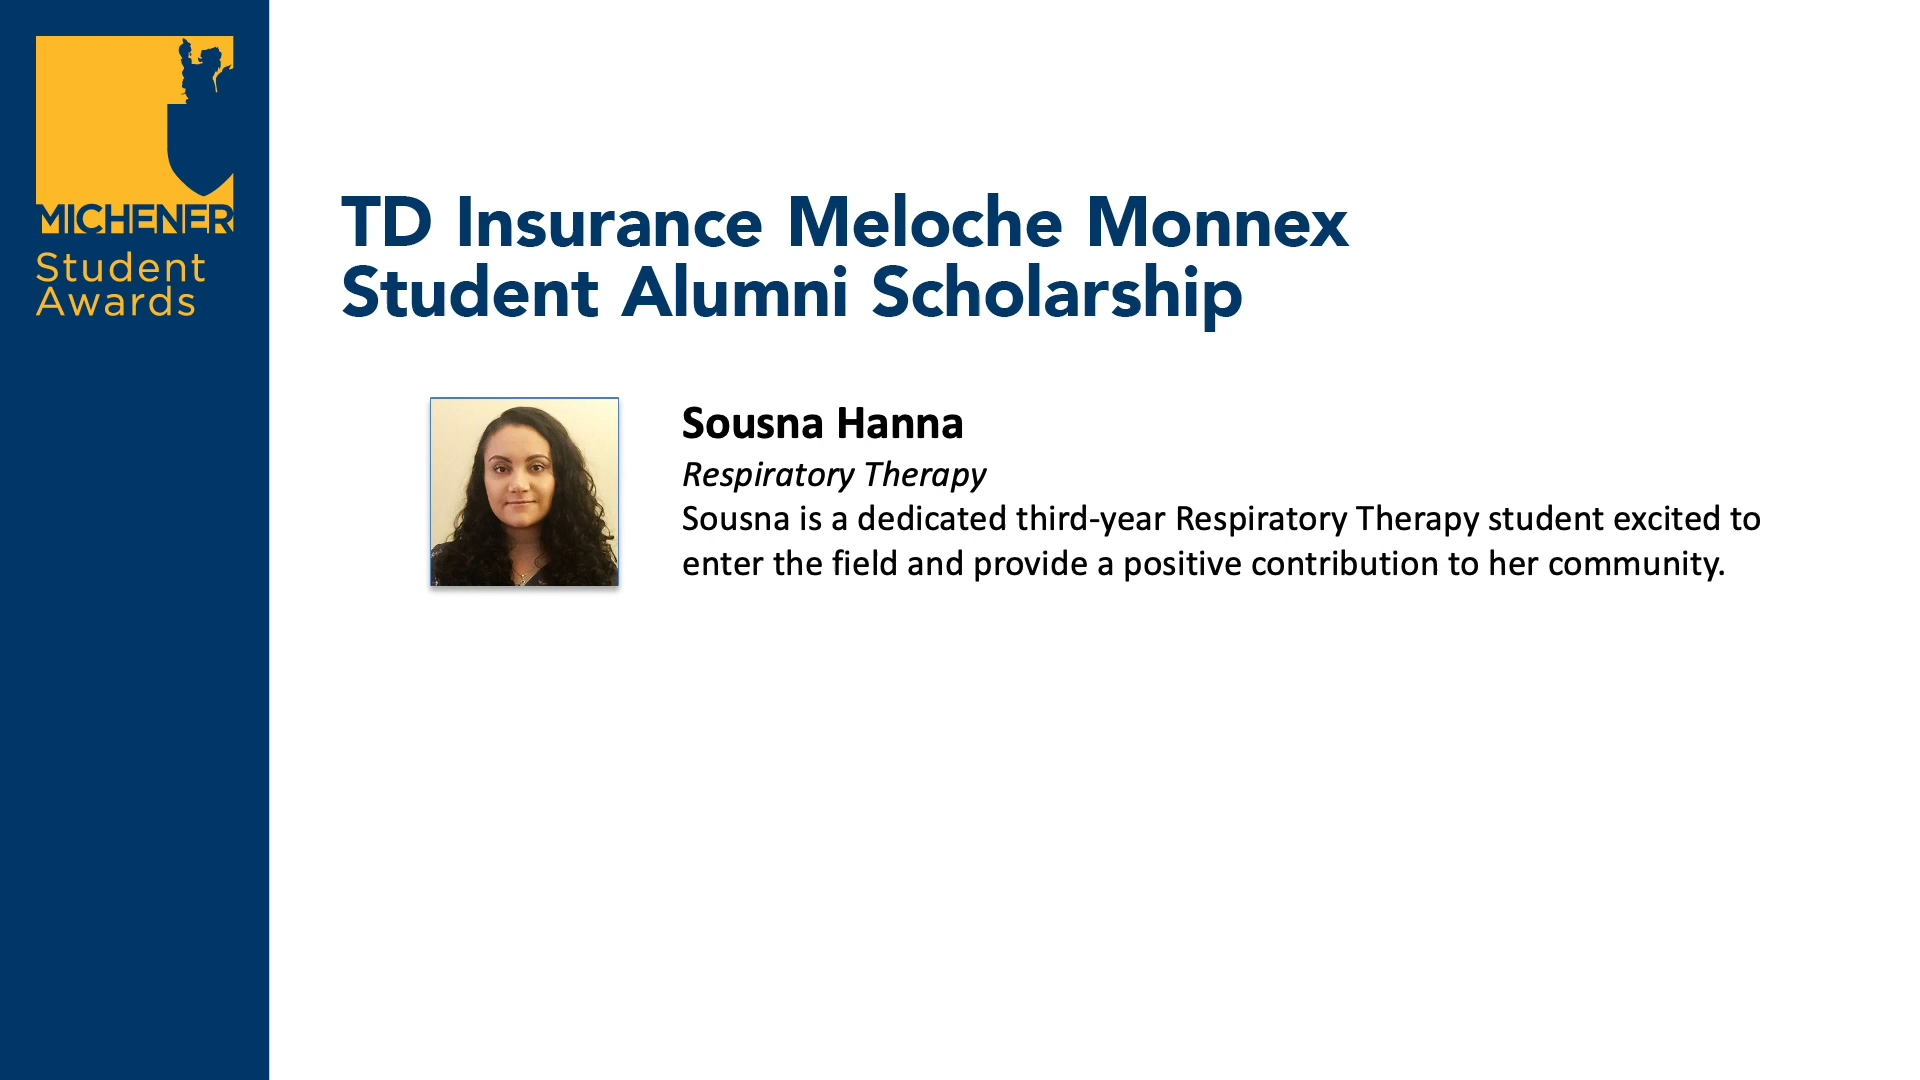 MICHENER
Student
Awards
TD Insurance Meloche Monnex
Student Alumni Scholarship
Sousna Hanna
Respiratory Therapy
Sousna is a dedicated third-year Respiratory Therapy student excited to
enter the field and provide a positive contribution to her community.